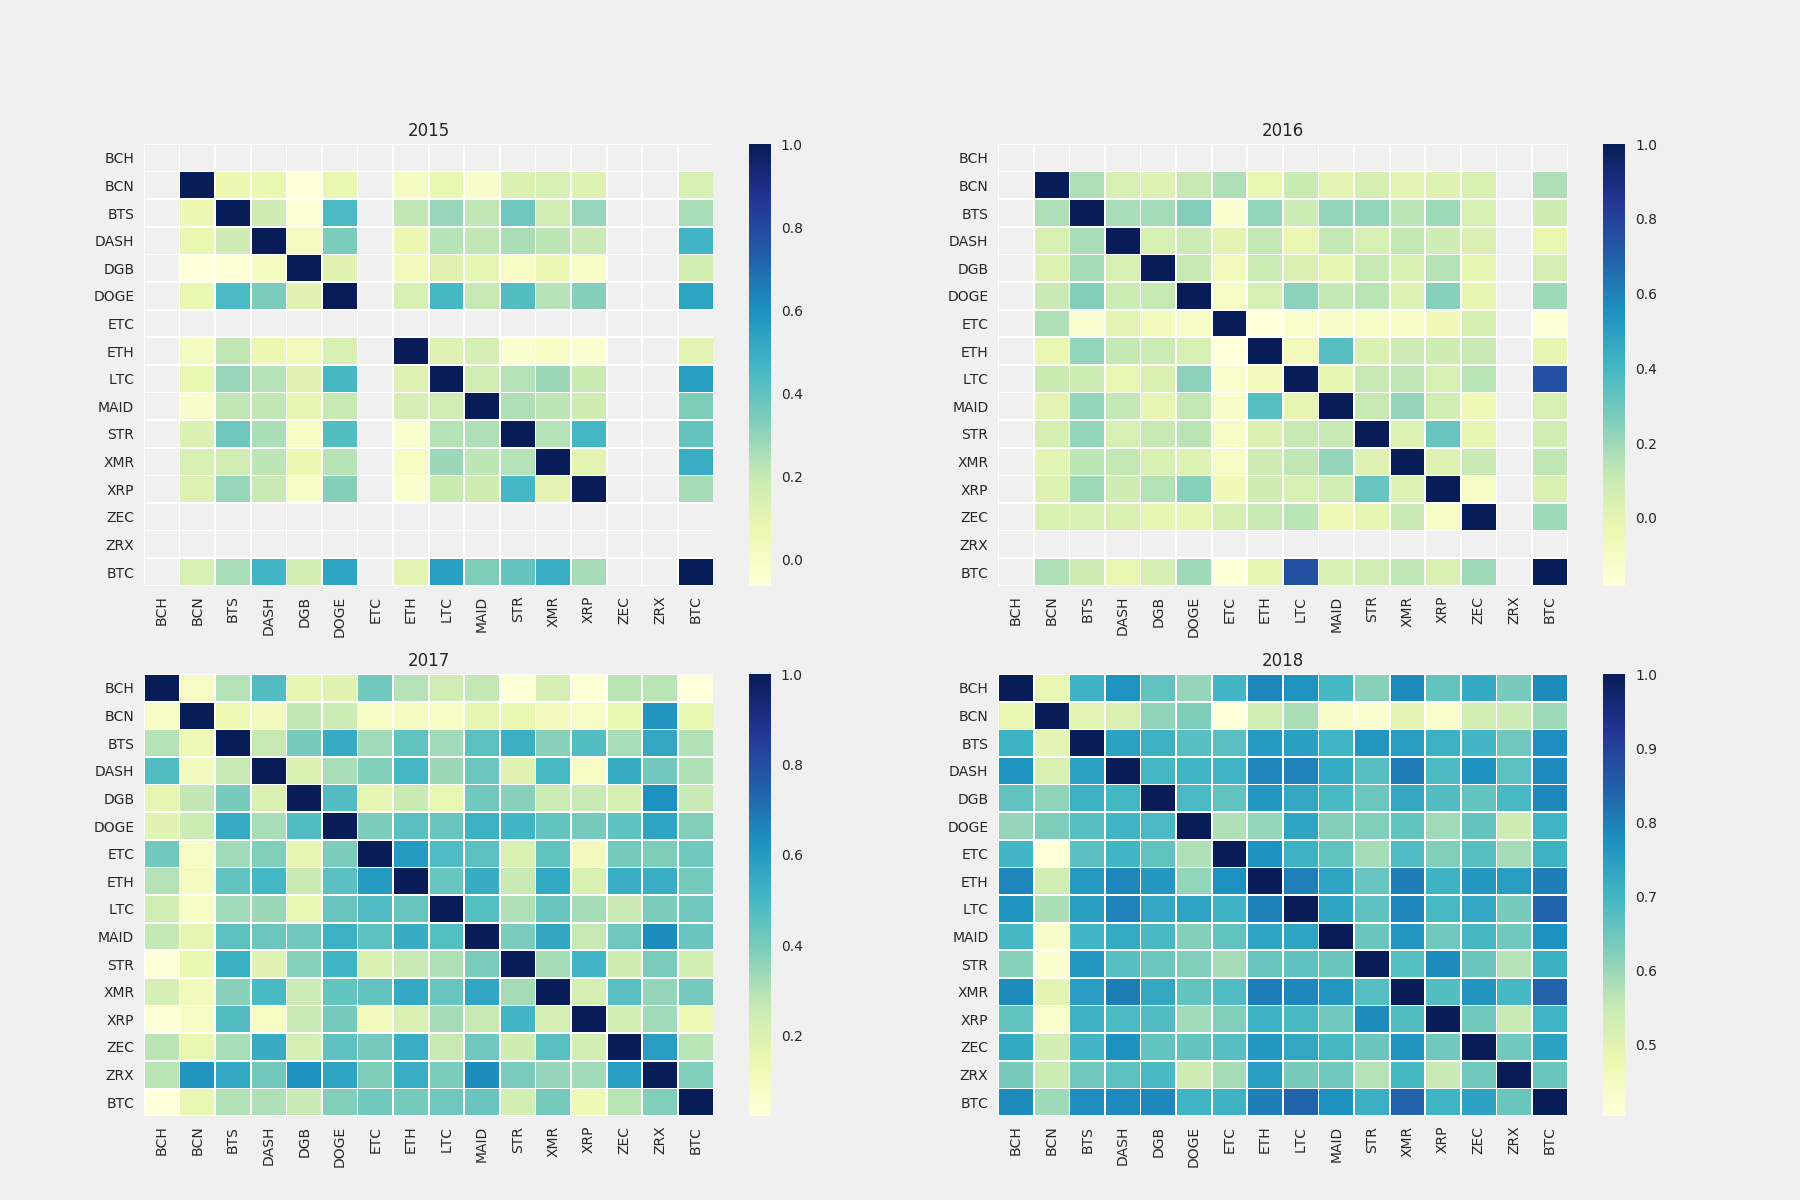 2015
BCH
BCN
BTS
DASH
DGB
DOGE
ETC
ETH
LTC
MAID
STR
XMR
XRP
ZEC
ZRX
BTC
BCH BCN BTS DASH DGB DOGE ETC ETH LTC MAID STR XMR XRP ZEC ZRX BTC
1.0
0.8
0.6
0.4
0.2
0.0
2016
BCH
BCN
BTS
DASH
DGB
DOGE
ETC
ETH
LTC
MAID
STR
XMR
XRP
ZEC
ZRX
BTC
BCH BCN BTS DASH DGB DOGE ETC ETH LTC MAID STR XMR XRP ZEC ZRX BTC
1.0
0.8
0.6
0.4
0.2
0.0
2017
BCH
BCN
BTS
DASH
DGB
DOGE
ETC
ETH
LTC
MAID
STR
XMR
XRP
ZEC
ZRX
BTC
BCH BCN BTS DASH DGB DOGE ETC ETH LTC MAID STR XMR XRP ZEC ZRX BTC
1.0
0.8
0.6
0.4
0.2
2018
BCH
BCN
BTS
DASH
DGB
DOGE
ETC
ETH
LTC
MAID
STR
XMR
XRP
ZEC
ZRX
BTC
BCH BCN BTS DASH DGB DOGE ETC ETH LTC MAID STR XMR XRP ZEC ZRX BTC
1.0
0.9
0.8
0.7
0.6
0.5